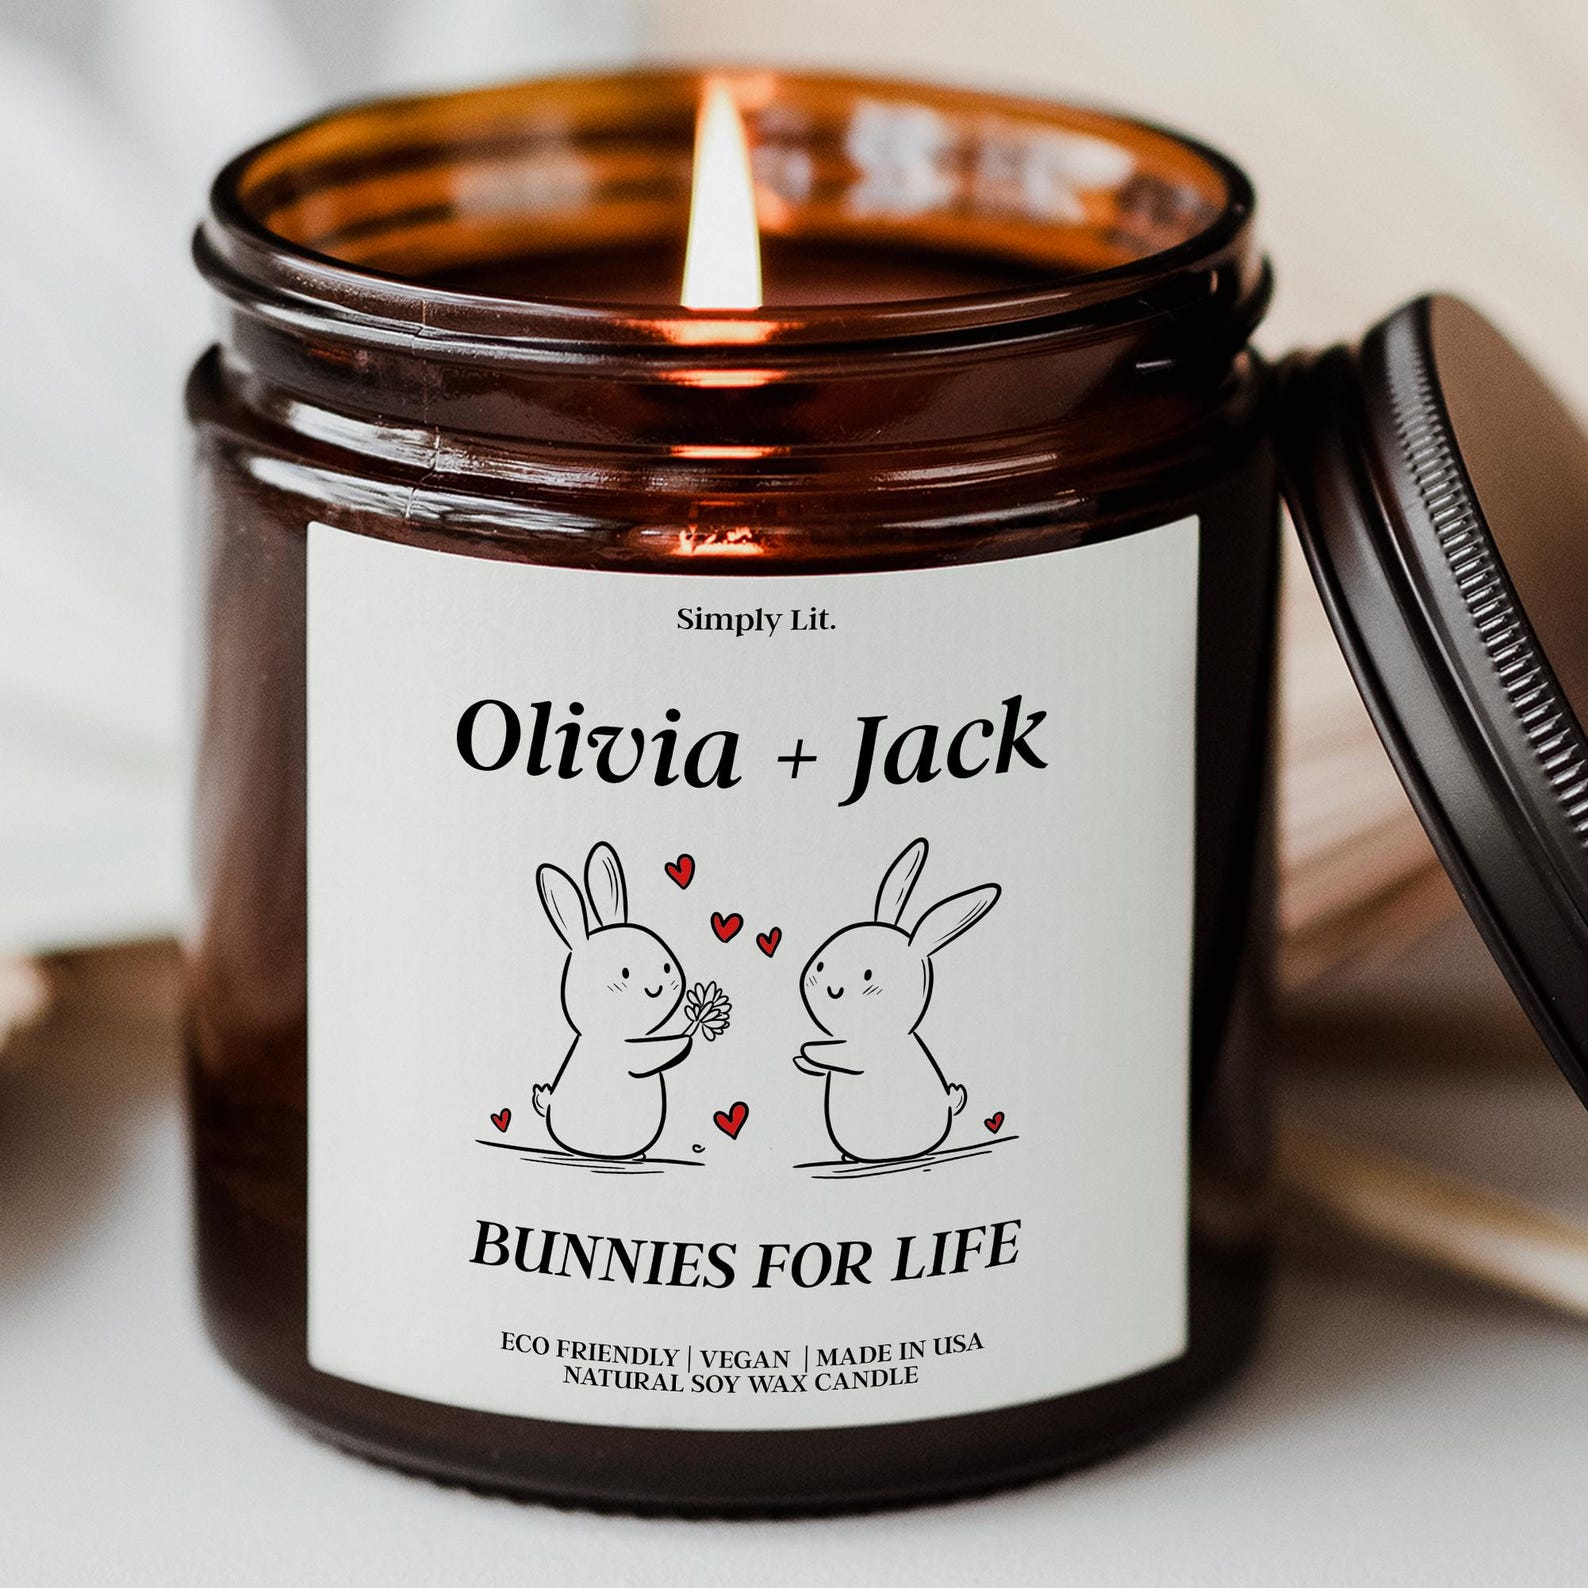 Simply Lit.
Olivia + Jack
BUNNIES FOR LIFE
ECO FRIENDLY | VEGAN | MADE IN USA
NATURAL SOY WAX CANDLE